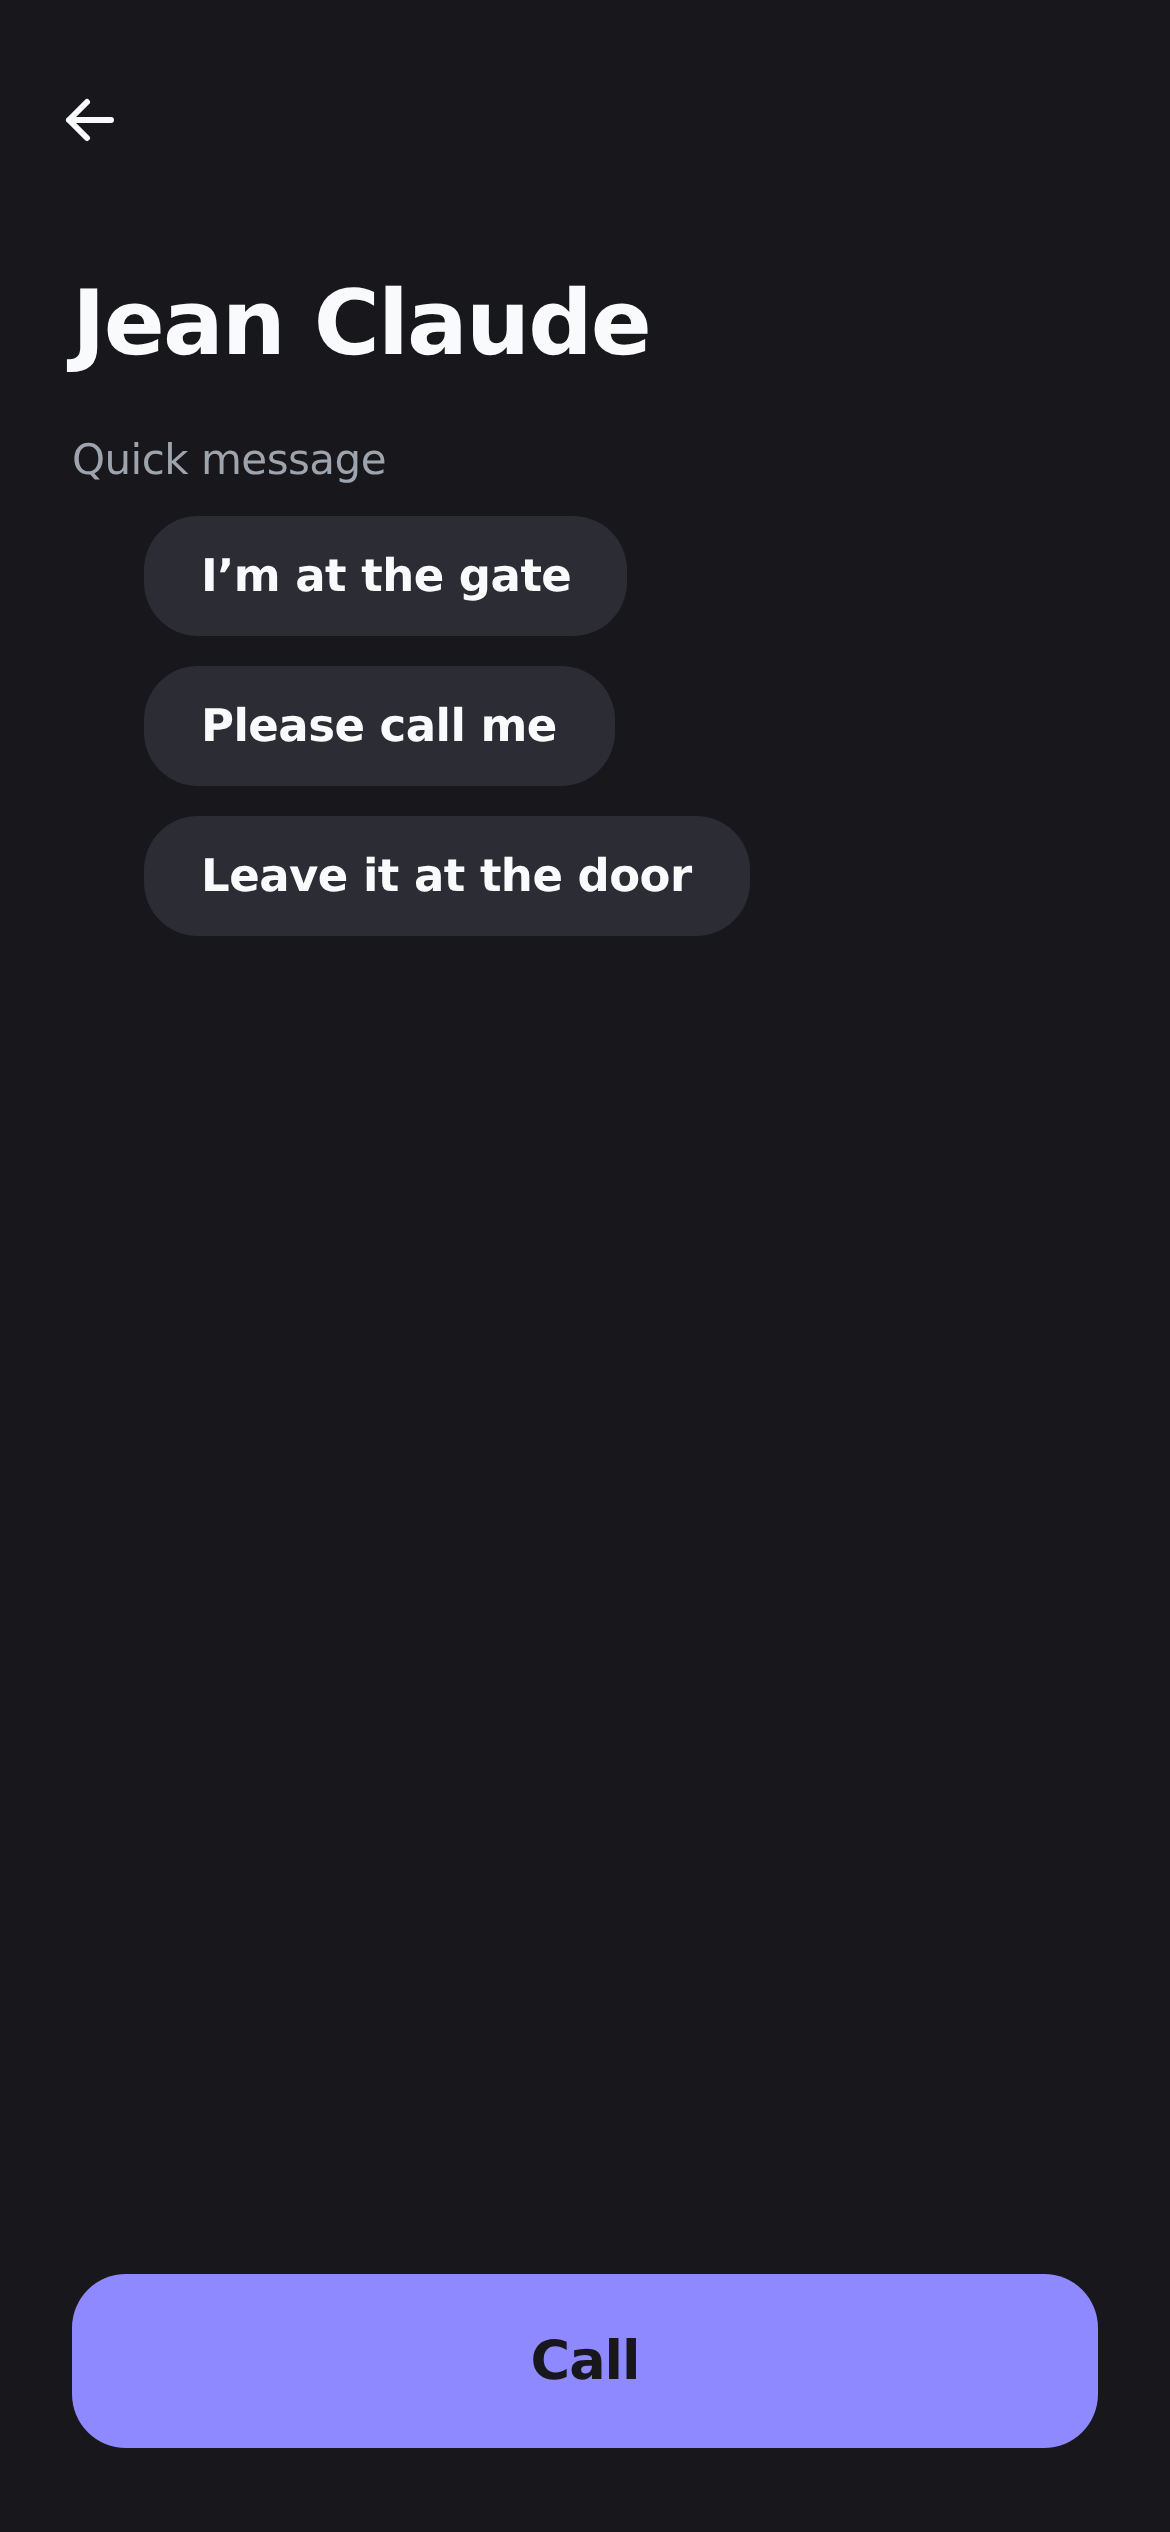 Jean Claude
Quick message
I’m at the gate
Please call me
Leave it at the door
Call